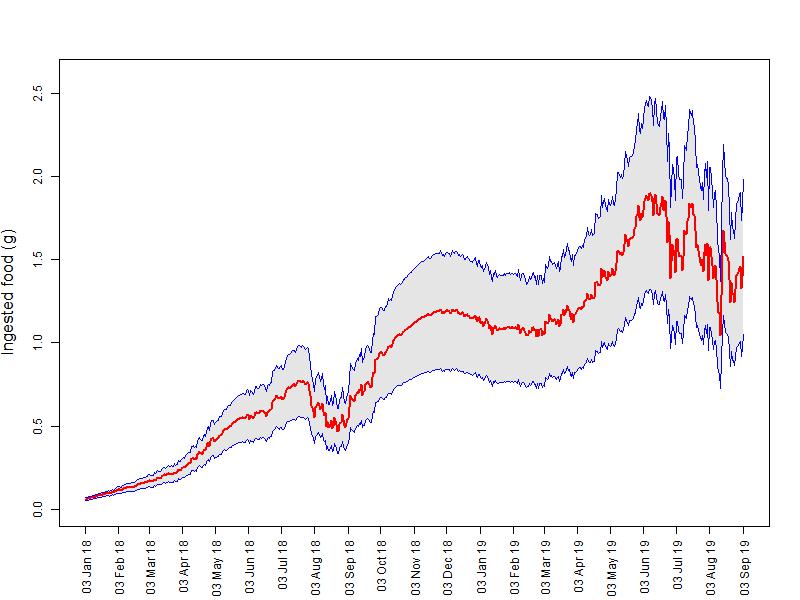 Ingested food (g)
2.5
2.0
1.5
1.0
0.5
0.0
03 Jan 18
03 Feb 18
03 Mar 18
03 Apr 18
03 May 18
03 Jun 18
03 Jul 18
03 Aug 18
03 Sep 18
03 Oct 18
03 Nov 18
03 Dec 18
03 Jan 19
03 Feb 19
03 Mar 19
03 Apr 19
03 May 19
03 Jun 19
03 Jul 19
03 Aug 19
03 Sep 19